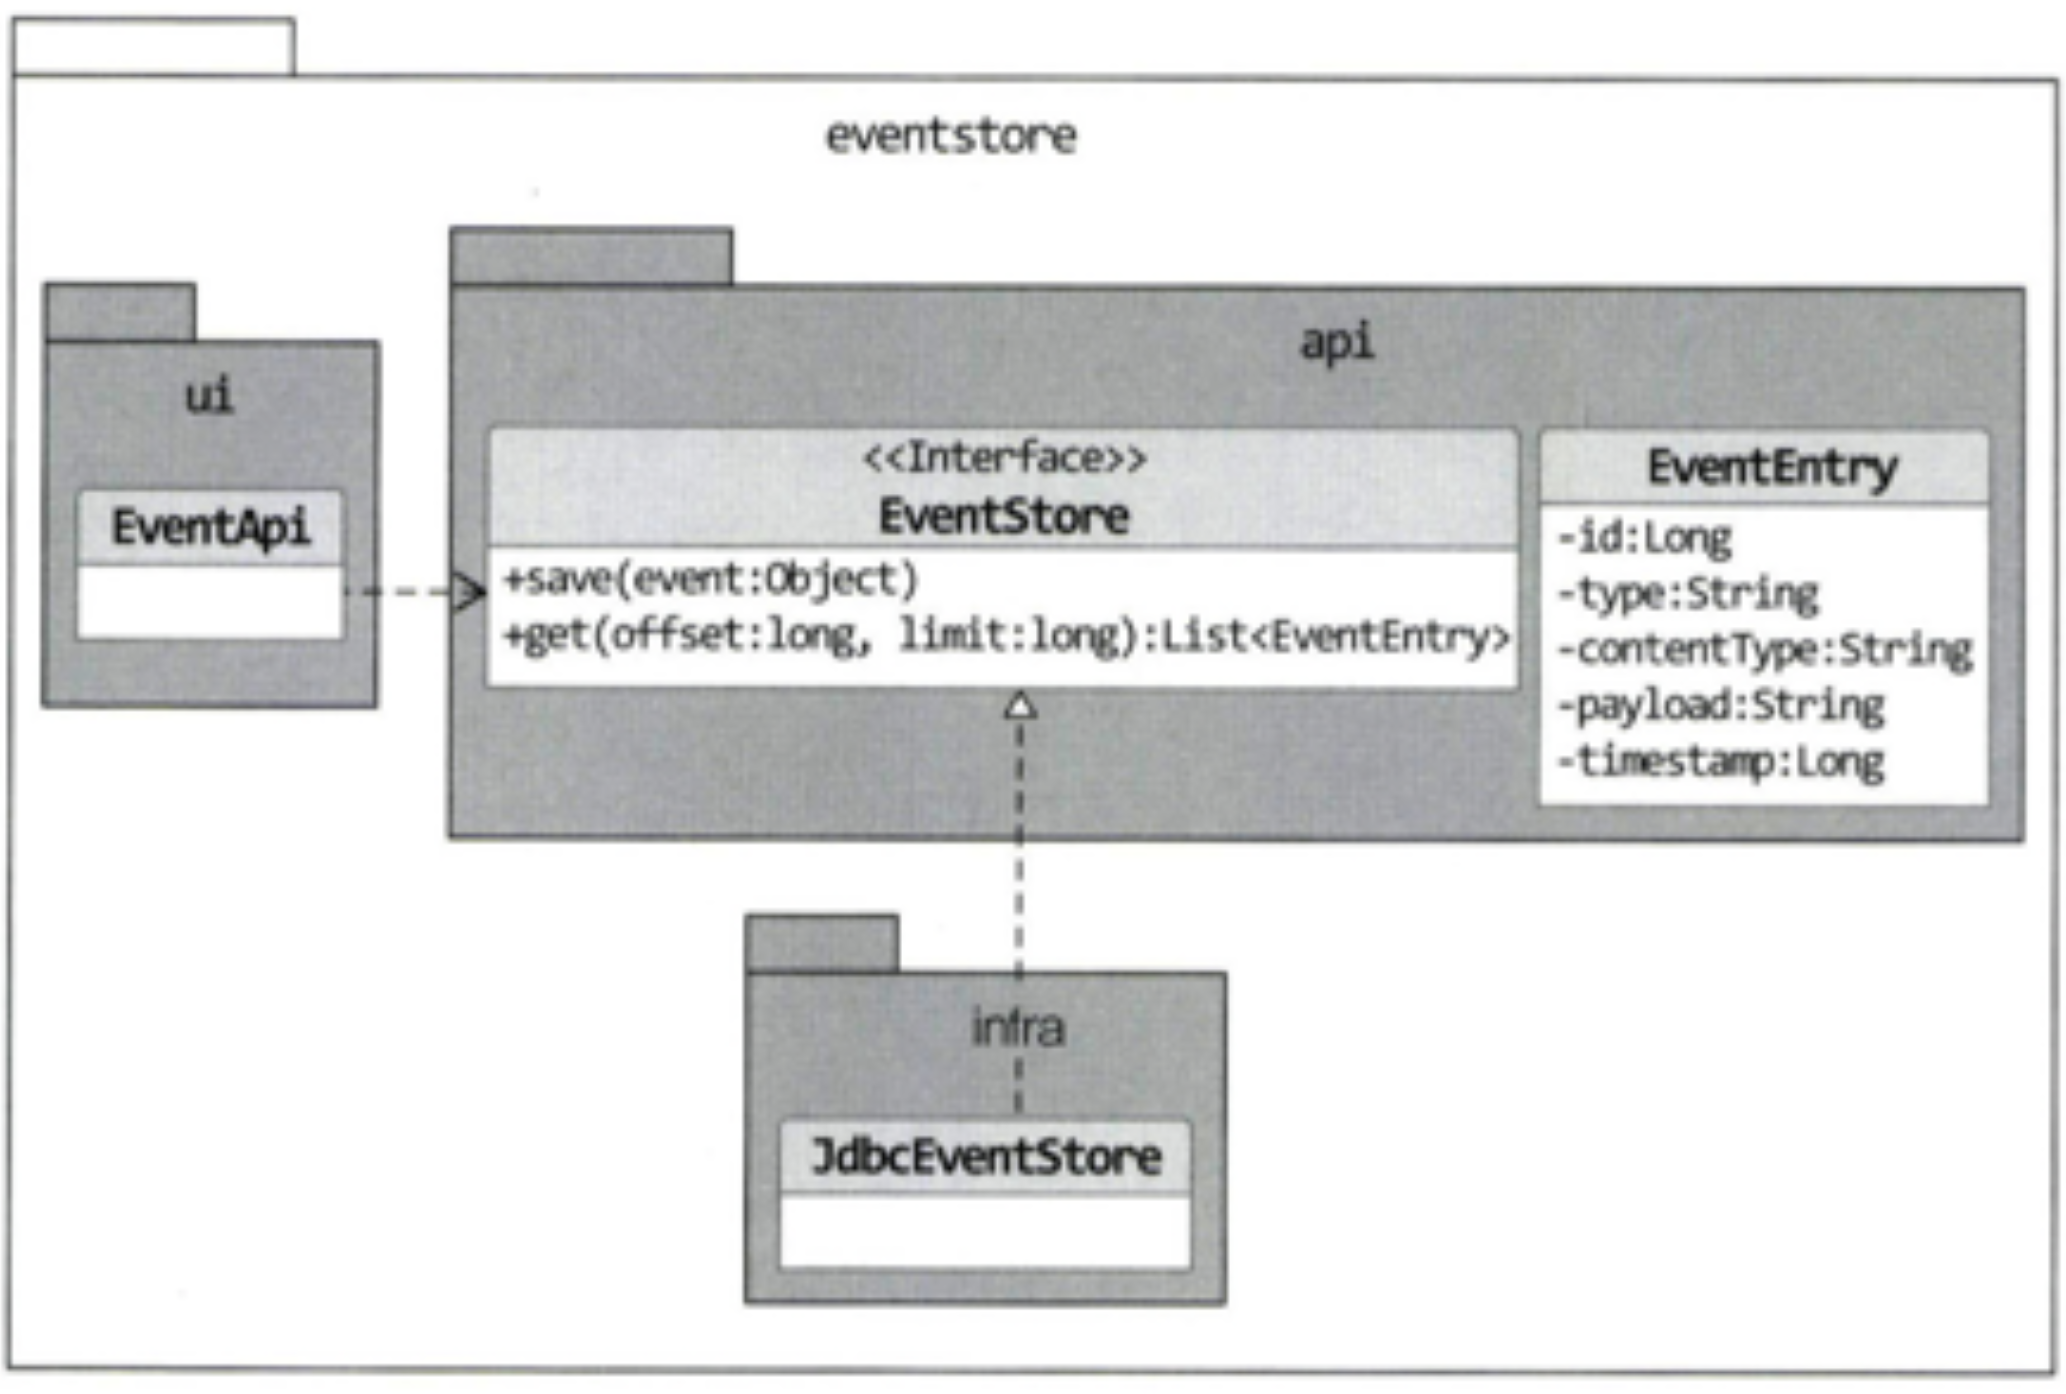 eventstore
ui
EventApi
api
<<Interface>>
EventStore
+save(event:Object)
+get(offset:long, limit:long):List<EventEntry>
EventEntry
-id:Long
-type:String
-contentType:String
-payload:String
-timestamp:Long
infra
JdbcEventStore